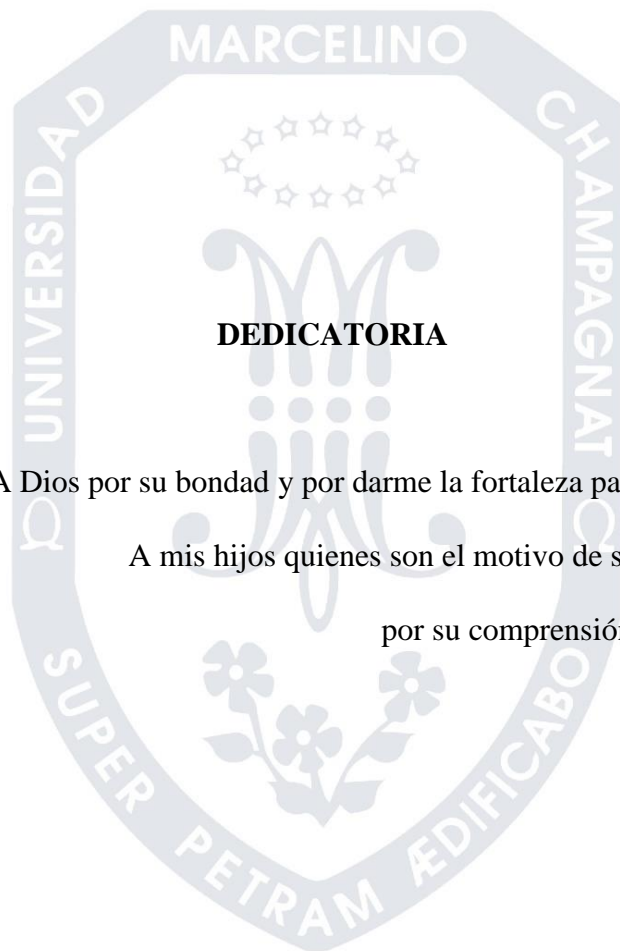 MARCELINO
UNIVERSIDAD
CHAMPAGNAT
DEDICATORIA
A Dios por su bondad y por darme la fortaleza
A mis hijos quienes son el motivo de
por su comprensión
SUPER PETRAM ÆDIFICABO